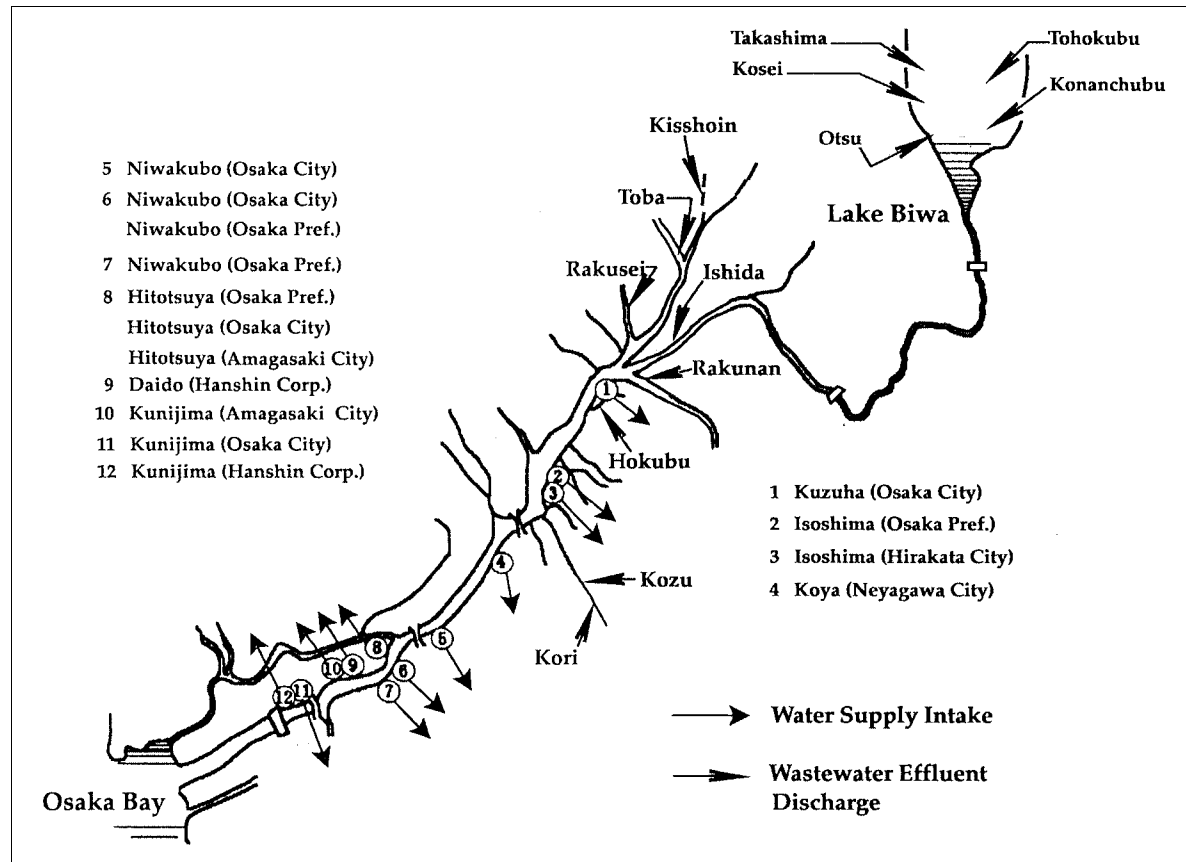 Takashima
Tohokubu
Kosei
Konanchubu
Kisshoin
Otsu
5 Niwakubo (Osaka City)
6 Niwakubo (Osaka City)
Niwakubo (Osaka Pref.)
7 Niwakubo (Osaka Pref.)
8 Hitotsuya (Osaka Pref.)
Hitotsuya (Osaka City)
Hitotsuya (Amagasaki City)
9 Daido (Hanshin Corp.)
10 Kunijima (Amagasaki City)
11 Kunijima (Osaka City)
12 Kunijima (Hanshin Corp.)
Toba
Lake Biwa
Rakusei
Ishida
Rakunan
1
Hokubu
2
3
1 Kuzuha (Osaka City)
2 Isoshima (Osaka Pref.)
3 Isoshima (Hirakata City)
4 Koya (Neyagawa City)
4
Kozu
Kori
5
8
9
10
6
7
11
12
Water Supply Intake
Wastewater Effluent
Discharge
Osaka Bay